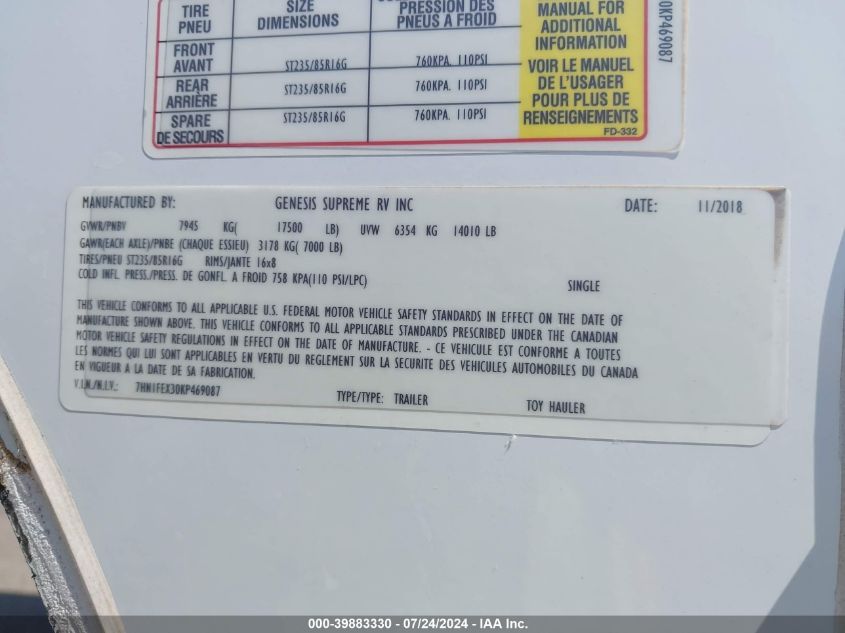 TIRE SIZE PRESSION DES MANUAL FOR
PNEU DIMENSIONS PNEUS A FROID ADDITIONAL
INFORMATION
FRONT
AVANT ST235/85R16G 760KPA. 110PSI
VOIR LE MANUEL
REAR
ARRIÈRE ST235/85R16G 760KPA. 110PSI
DE L'USAGER
POUR PLUS DE
SPARE
DE SECOURS ST235/85R16G 760KPA. 110PSI
RENSEIGNEMENTS
FD-332
0KP469087
MANUFACTURED BY: GENESIS SUPREME RV INC DATE: 11/2018
GVWR/PNBV 7945 KG( 17500 LB) UVW 6354 KG 14010 LB
GAWR(EACH AXLE)/PNBE (CHAQUE ESSIEU) 3178 KG( 7000 LB)
TIRES/PNEU ST235/85R16G RIMS/JANTE 16x8
COLD INFL. PRESS./PRESS. DE GONFL. A FROID 758 KPA(110 PSI/LPC) SINGLE
THIS VEHICLE CONFORMS TO ALL APPLICABLE U.S. FEDERAL MOTOR VEHICLE SAFETY STANDARDS IN EFFECT ON THE DATE OF
MANUFACTURE SHOWN ABOVE. THIS VEHICLE CONFORMS TO ALL APPLICABLE STANDARDS PRESCRIBED UNDER THE CANADIAN
MOTOR VEHICLE SAFETY REGULATIONS IN EFFECT ON THE DATE OF MANUFACTURE. - CE VEHICULE EST CONFORME A TOUTES
LES NORMES QUI LUI SONT APPLICABLES EN VERTU DU REGLEMENT SUR LA SECURITE DES VEHICULES AUTOMOBILES DU CANADA
EN VIGUEUR A LA DATE DE SA FABRICATION.
V.I.N./N.I.V.: 7HN1FEX30KP469087 TYPE/TYPE: TRAILER TOY HAULER
000-39883330 - 07/24/2024 - IAA Inc.